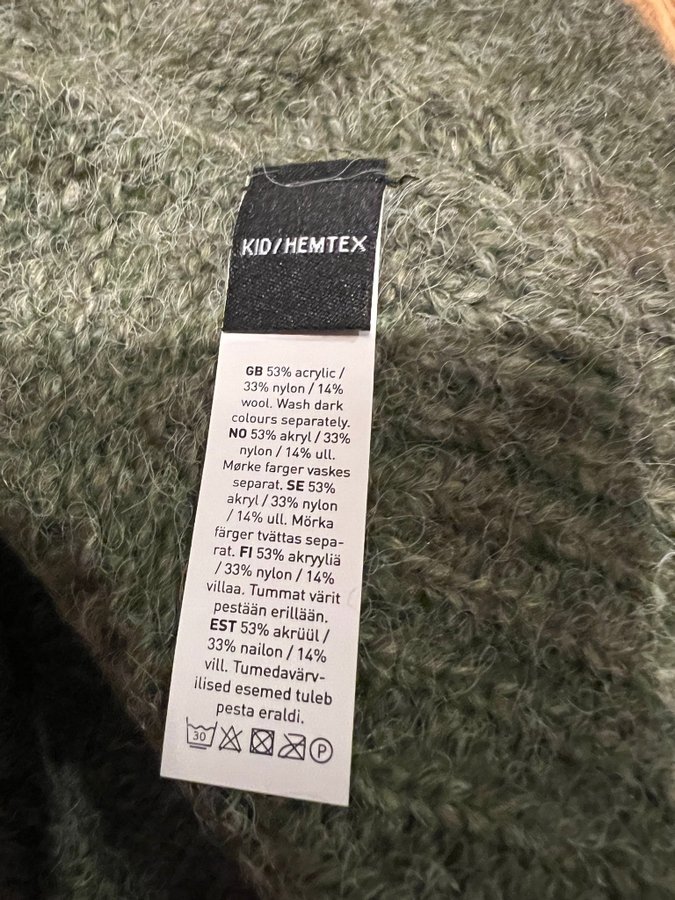 KID/HEMTEX
GB 53% acrylic /
33% nylon / 14%
wool. Wash dark
colours separately.
NO 53% akryl / 33%
nylon / 14% ull.
Mørke farger vaskes
separat. SE 53%
akryl / 33% nylon
/ 14% ull. Mörka
färger tvättas sepa-
rat. FI 53% akryyliä
/ 33% nylon / 14%
villaa. Tummat värit
pestään erillään.
EST 53% akrüül /
33% nailon / 14%
vill. Tumedavärv-
ilised esemed tuleb
pesta eraldi.
30 P